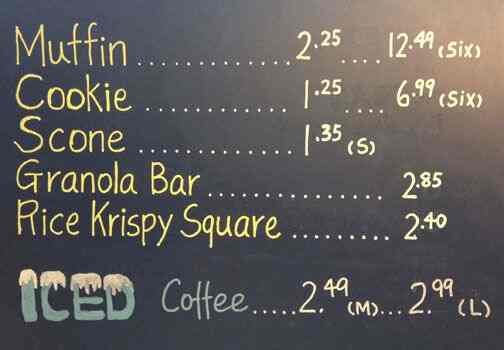 Muffin ............. 2.25 .... 12.49 (Six)
Cookie ............ 1.25 .... 6.99 (Six)
Scone ............. 1.35 (S)
Granola Bar ................ 2.85
Rice Krispy Square ......... 2.40
ICED Coffee.....2.49 (M)...2.99 (L)